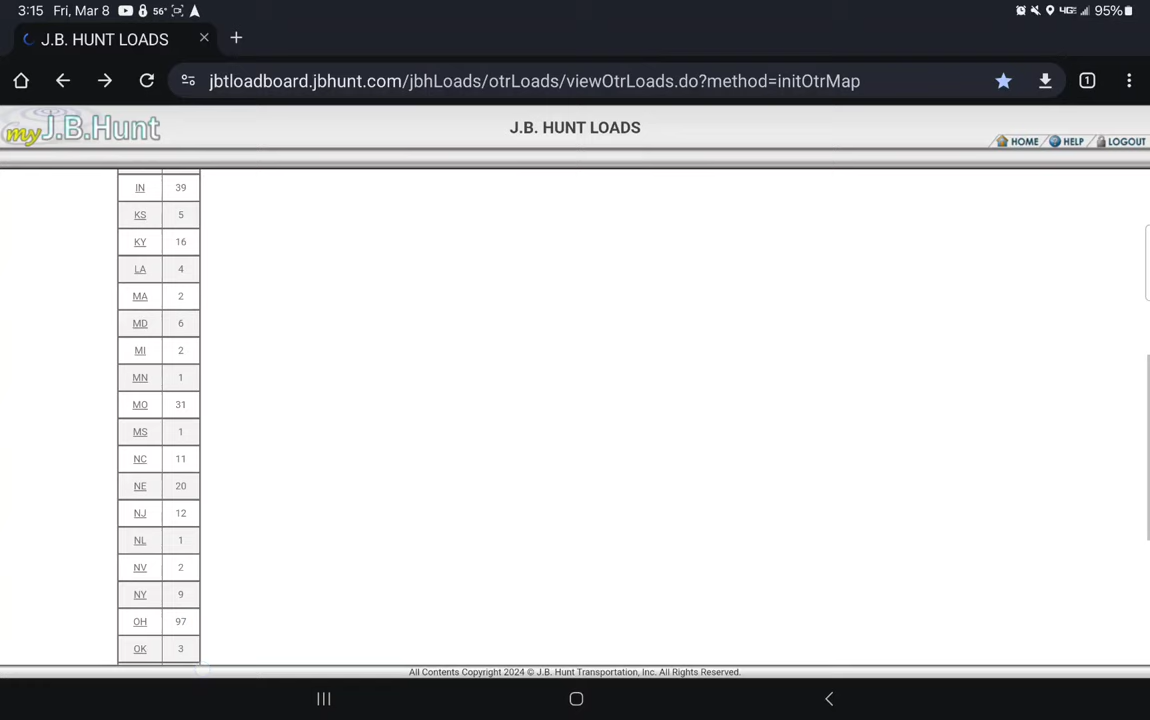 3:15 Fri, Mar 8 56° 4G 95%
J.B. HUNT LOADS
jbtloadboard.jbhunt.com/jbhLoads/otrLoads/viewOtrLoads.do?method=initOtrMap 1
my J.B.Hunt J.B. HUNT LOADS HOME HELP LOGOUT
IN 39
KS 5
KY 16
LA 4
MA 2
MD 6
MI 2
MN 1
MO 31
MS 1
NC 11
NE 20
NJ 12
NL 1
NV 2
NY 9
OH 97
OK 3
All Contents Copyright 2024 © J.B. Hunt Transportation, Inc. All Rights Reserved.